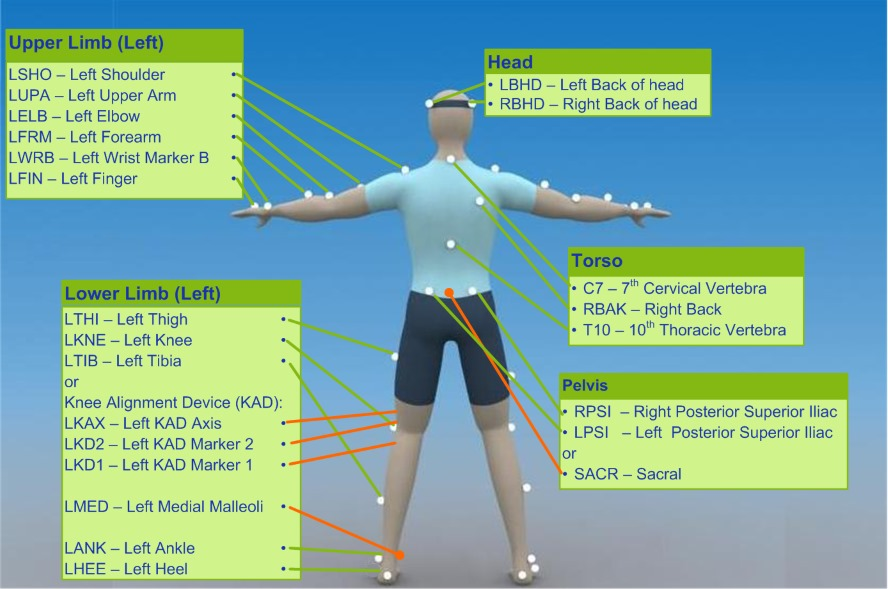 Upper Limb (Left)
LSHO – Left Shoulder
LUPA – Left Upper Arm
LELB – Left Elbow
LFRM – Left Forearm
LWRB – Left Wrist Marker B
LFIN – Left Finger
Head
• LBHD – Left Back of head
• RBHD – Right Back of head
Torso
• C7 – 7th Cervical Vertebra
• RBAK – Right Back
• T10 – 10th Thoracic Vertebra
Lower Limb (Left)
LTHI – Left Thigh
LKNE – Left Knee
LTIB – Left Tibia
or
Knee Alignment Device (KAD):
LKAX – Left KAD Axis
LKD2 – Left KAD Marker 2
LKD1 – Left KAD Marker 1
LMED – Left Medial Malleoli
LANK – Left Ankle
LHEE – Left Heel
Pelvis
• RPSI – Right Posterior Superior Iliac
• LPSI – Left Posterior Superior Iliac
or
• SACR – Sacral